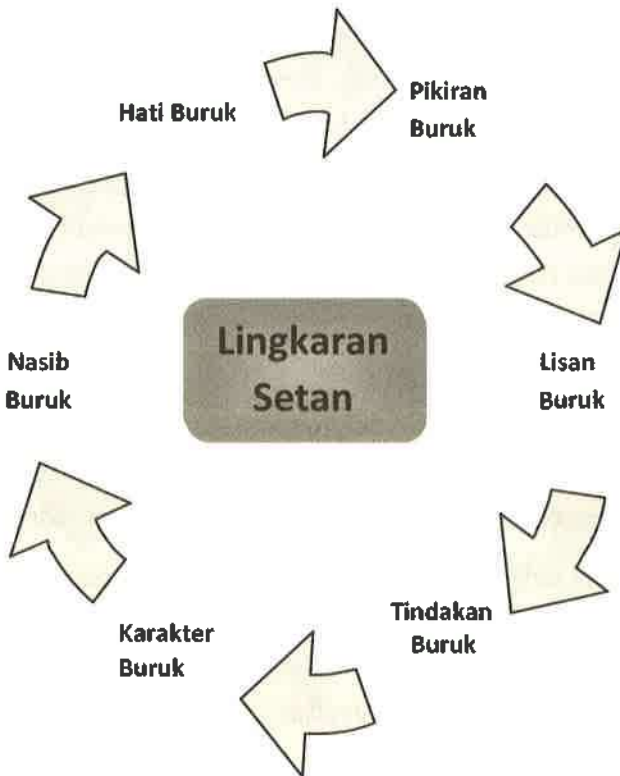 Hati Buruk
Pikiran
Buruk
Lingkaran
Setan
Lisan
Buruk
Tindakan
Buruk
Karakter
Buruk
Nasib
Buruk